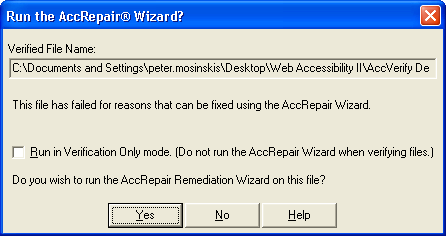 Run the AccRepair® Wizard?
Verified File Name:
C:\Documents and Settings\peter.mosinskis\Desktop\Web Accessibility II\AccVerify De
This file has failed for reasons that can be fixed using the AccRepair Wizard.
Run in Verification Only mode. (Do not run the AccRepair Wizard when verifying files.)
Do you wish to run the AccRepair Remediation Wizard on this file?
Yes No Help